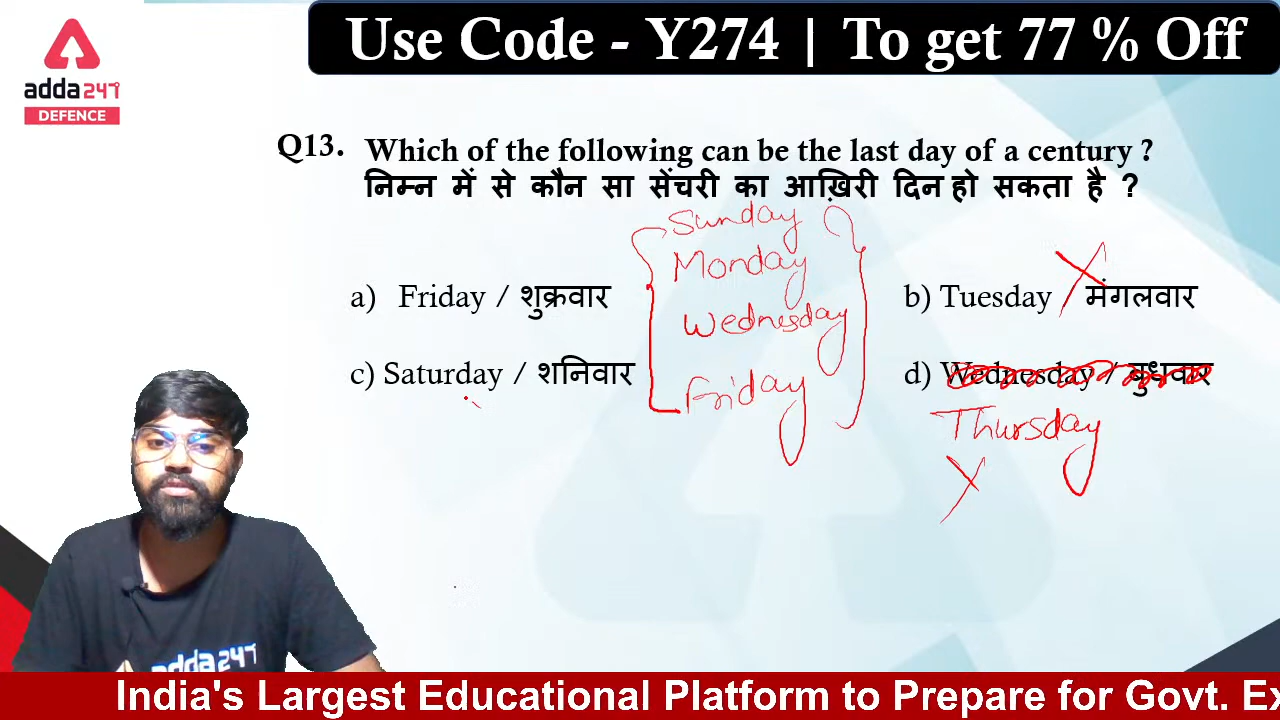 Use Code - Y274 | To get 77 % Off
adda247
DEFENCE
Q13. Which of the following can be the last day of a century ?
निम्न में से कौन सा सेंचरी का आख़िरी दिन हो सकता है ?
Sunday
Monday
Wednesday
Friday
a) Friday / शुक्रवार
b) Tuesday / मंगलवार
c) Saturday / शनिवार
d) Wednesday / बुधवार
Thursday
adda247
India's Largest Educational Platform to Prepare for Govt. Ex